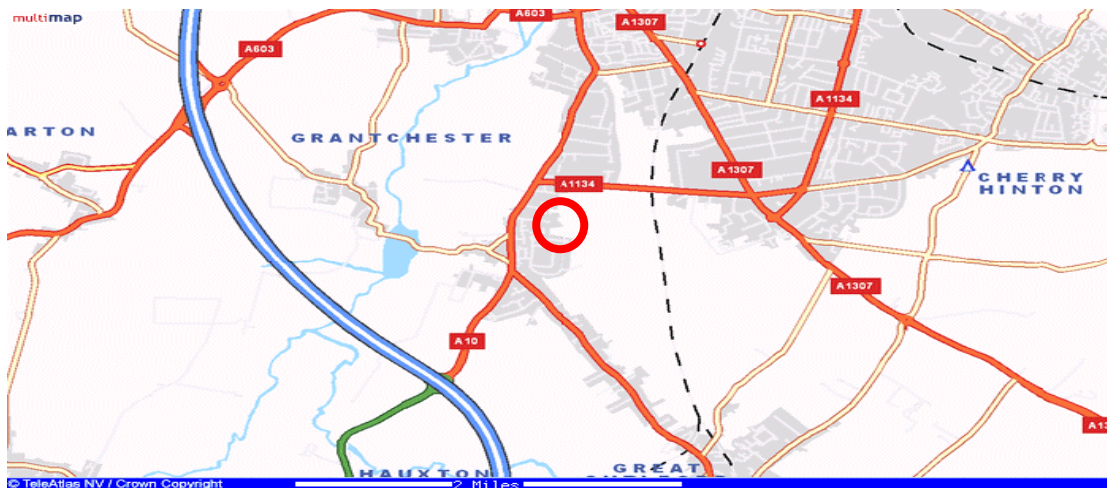 multimap
A603
A603
A1307
A1134
ARTON
GRANTCHESTER
A1307
A1134
CHERRY
HINTON
A1307
A10
HAUXTON
GREAT
© TeleAtlas NV / Crown Copyright
2 Miles